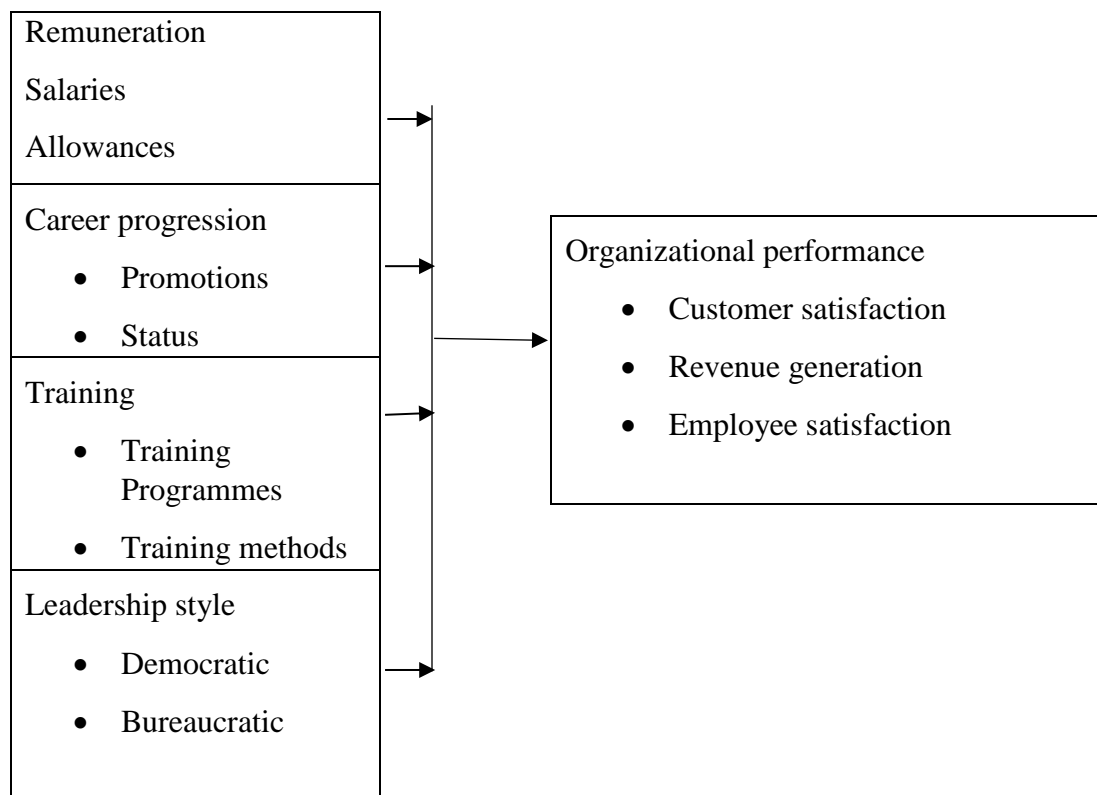 Remuneration
Salaries
Allowances
Career progression
• Promotions
• Status
Training
• Training
Programmes
• Training methods
Leadership style
• Democratic
• Bureaucratic
Organizational performance
• Customer satisfaction
• Revenue generation
• Employee satisfaction